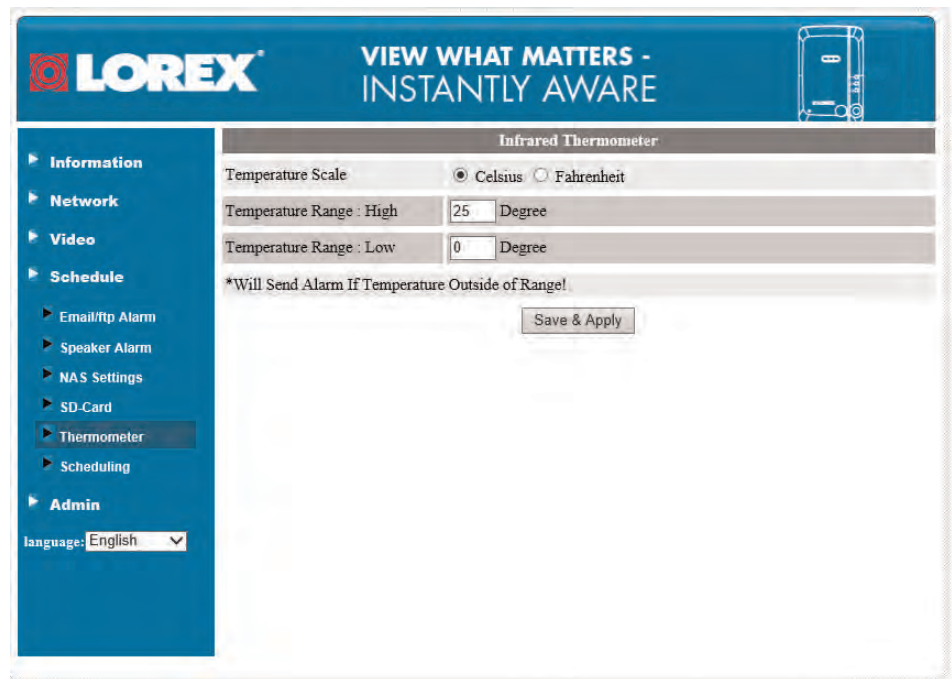 LOREX
VIEW WHAT MATTERS -
INSTANTLY AWARE
Information
Network
Video
Schedule
Email/ftp Alarm
Speaker Alarm
NAS Settings
SD-Card
Thermometer
Scheduling
Admin
language: English
Infrared Thermometer
Temperature Scale Celsius Fahrenheit
Temperature Range : High 25 Degree
Temperature Range : Low 0 Degree
*Will Send Alarm If Temperature Outside of Range!
Save & Apply